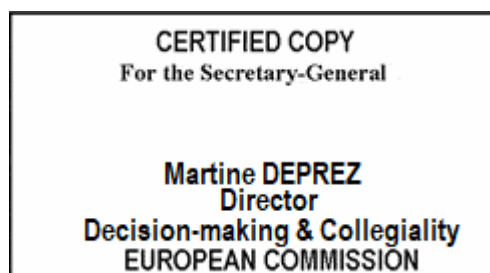 CERTIFIED COPY
For the Secretary-General
Martine DEPREZ
Director
Decision-making & Collegiality
EUROPEAN COMMISSION